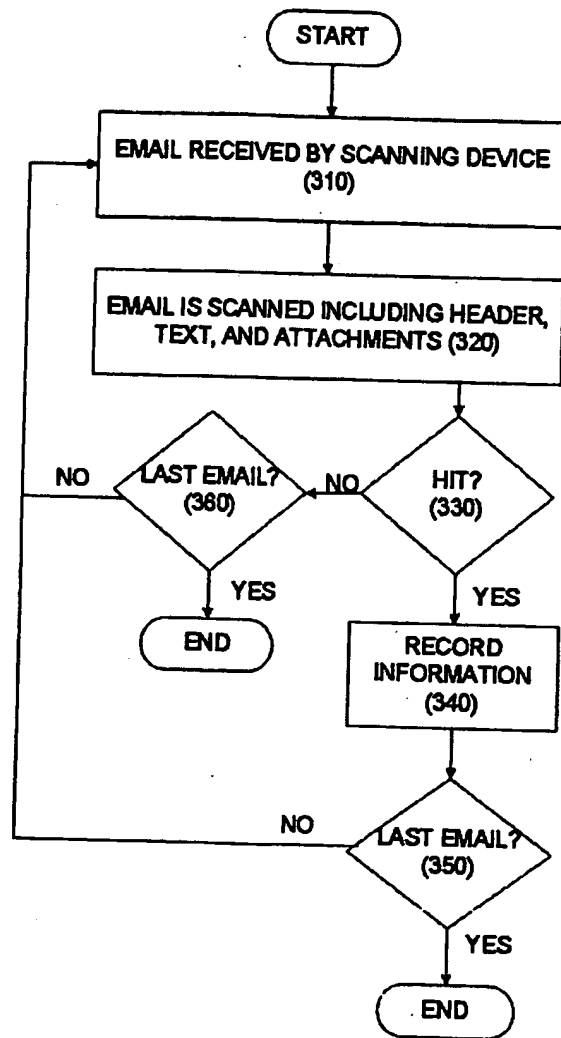 START
EMAIL RECEIVED BY SCANNING DEVICE
(310)
EMAIL IS SCANNED INCLUDING HEADER,
TEXT, AND ATTACHMENTS (320)
NO
LAST EMAIL?
(360)
NO
HIT?
(330)
YES
YES
END
RECORD
INFORMATION
(340)
NO
LAST EMAIL?
(350)
YES
END